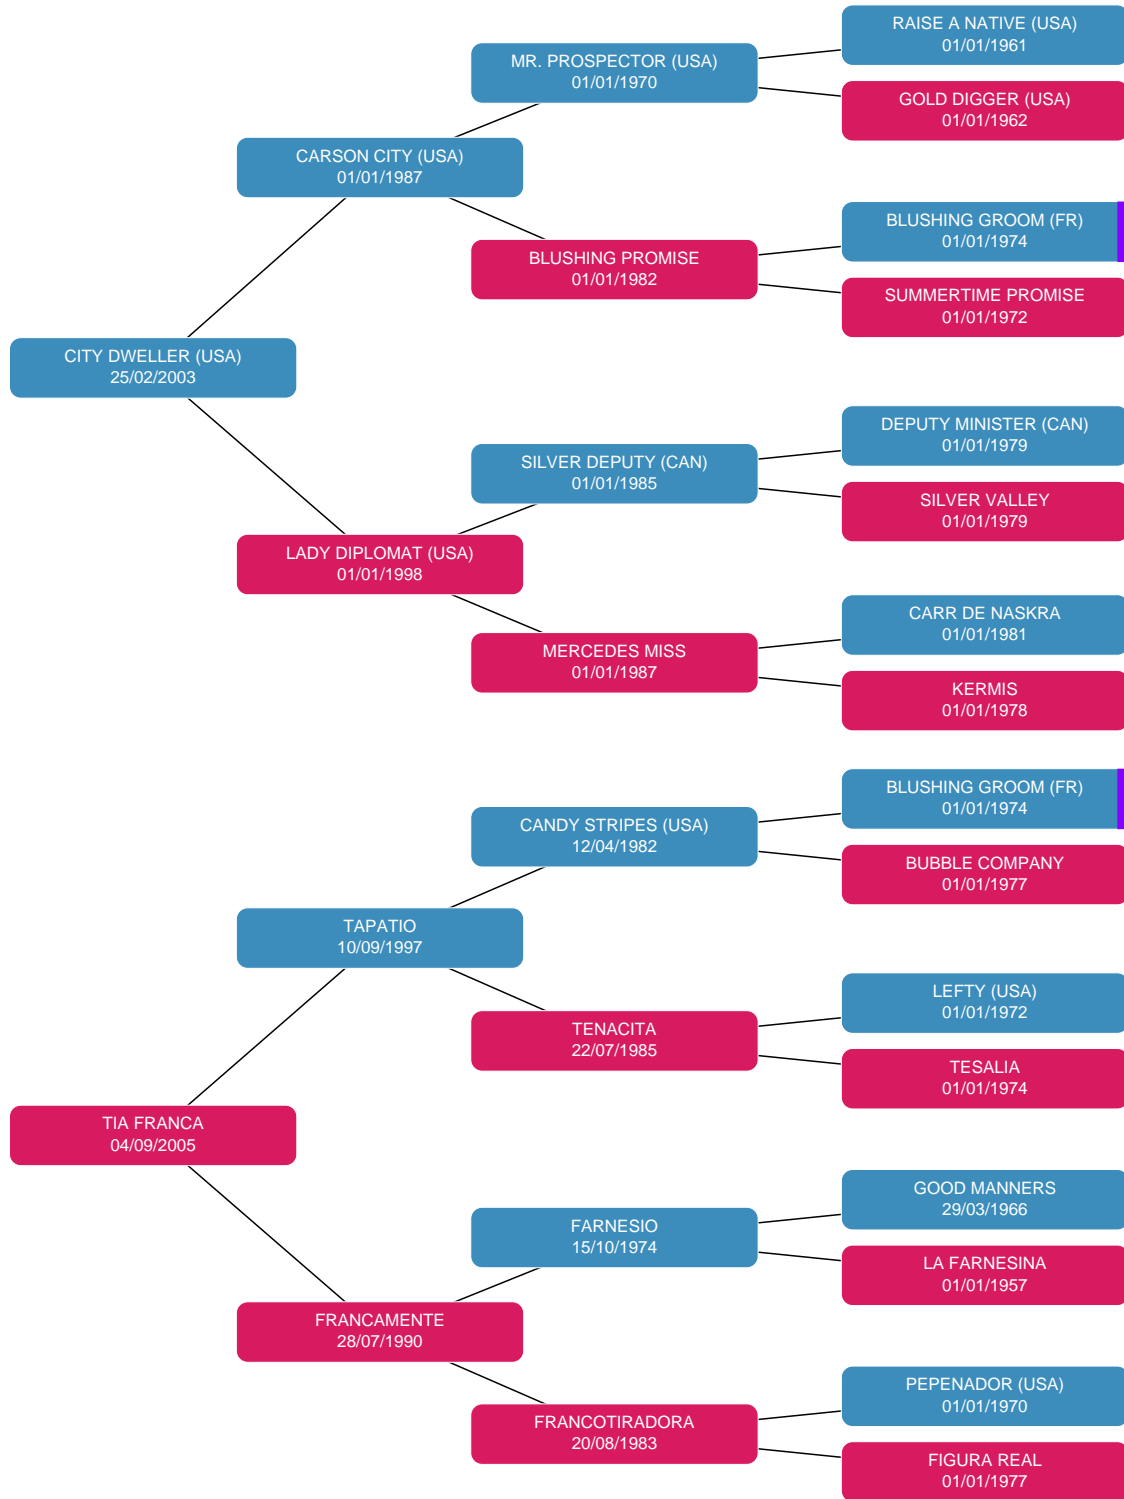 RAISE A NATIVE (USA)
01/01/1961
MR. PROSPECTOR (USA)
01/01/1970
GOLD DIGGER (USA)
01/01/1962
CARSON CITY (USA)
01/01/1987
BLUSHING GROOM (FR)
01/01/1974
BLUSHING PROMISE
01/01/1982
SUMMERTIME PROMISE
01/01/1972
CITY DWELLER (USA)
25/02/2003
DEPUTY MINISTER (CAN)
01/01/1979
SILVER DEPUTY (CAN)
01/01/1985
SILVER VALLEY
01/01/1979
LADY DIPLOMAT (USA)
01/01/1998
CARR DE NASKRA
01/01/1981
MERCEDES MISS
01/01/1987
KERMIS
01/01/1978
BLUSHING GROOM (FR)
01/01/1974
CANDY STRIPES (USA)
12/04/1982
BUBBLE COMPANY
01/01/1977
TAPATIO
10/09/1997
LEFTY (USA)
01/01/1972
TENACITA
22/07/1985
TESALIA
01/01/1974
TIA FRANCA
04/09/2005
GOOD MANNERS
29/03/1966
FARNESIO
15/10/1974
LA FARNESINA
01/01/1957
FRANCAMENTE
28/07/1990
PEPENADOR (USA)
01/01/1970
FRANCOTIRADORA
20/08/1983
FIGURA REAL
01/01/1977